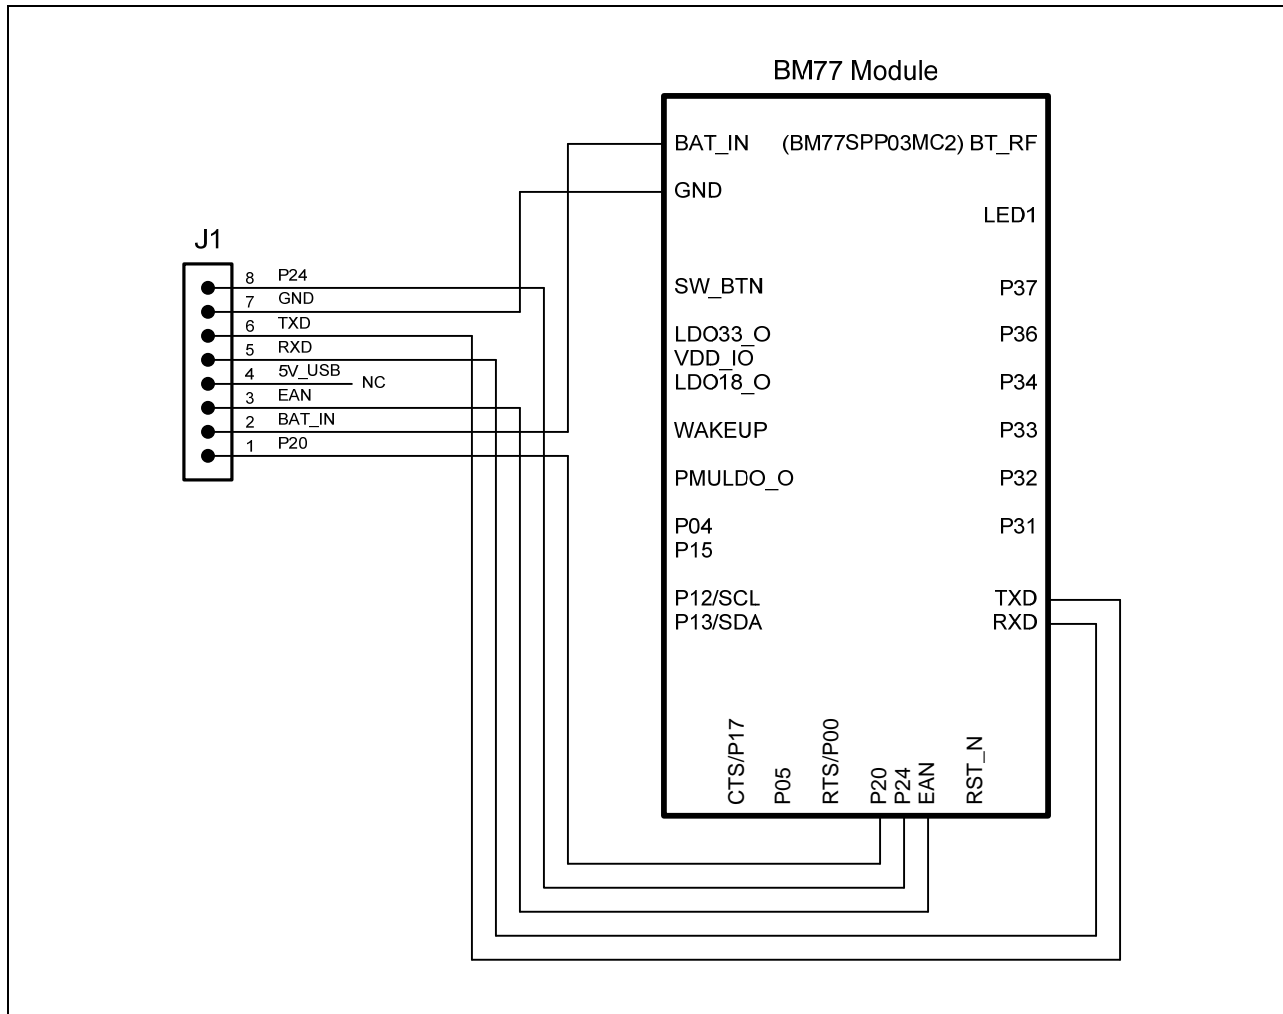 BM77 Module
BAT_IN (BM77SPP03MC2) BT_RF
GND
LED1
J1
8 P24
7 GND
6 TXD
5 RXD
4 5V_USB NC
3 EAN
2 BAT_IN
1 P20
SW_BTN P37
LDO33_O P36
VDD_IO
LDO18_O P34
WAKEUP P33
PMULDO_O P32
P04 P31
P15
P12/SCL TXD
P13/SDA RXD
CTS/P17
P05
RTS/P00
P20
P24
EAN
RST_N